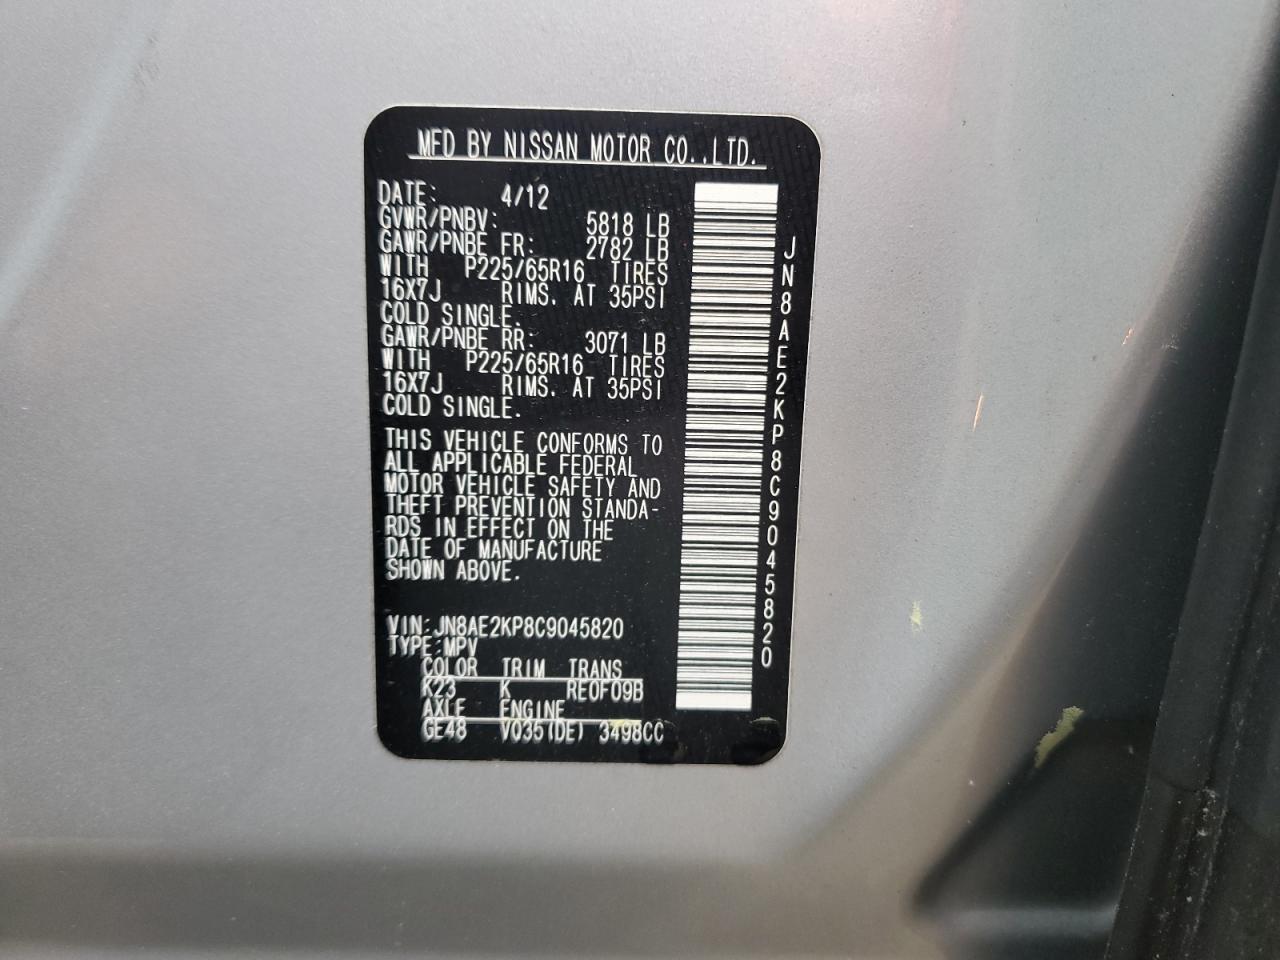 MFD BY NISSAN MOTOR CO.,LTD.
DATE: 4/12
GVWR/PNBV: 5818 LB
GAWR/PNBE FR: 2782 LB
WITH P225/65R16 TIRES
16X7J RIMS. AT 35PSI
COLD SINGLE.
GAWR/PNBE RR: 3071 LB
WITH P225/65R16 TIRES
16X7J RIMS. AT 35PSI
COLD SINGLE.
THIS VEHICLE CONFORMS TO
ALL APPLICABLE FEDERAL
MOTOR VEHICLE SAFETY AND
THEFT PREVENTION STANDA-
RDS IN EFFECT ON THE
DATE OF MANUFACTURE
SHOWN ABOVE.
VIN:JN8AE2KP8C9045820
TYPE:MPV
COLOR TRIM TRANS
K23 K RE0F09B
AXLE ENGINE
GE48 VQ35(DE) 3498CC
JN8AE2KP8C9045820